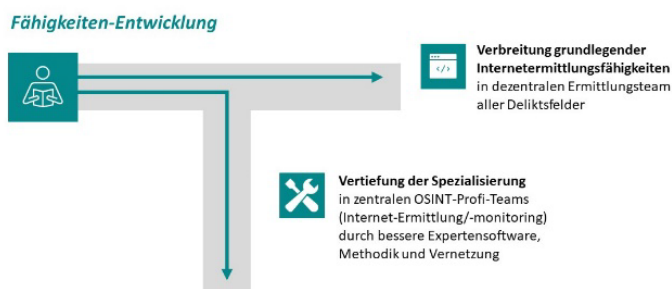 Fähigkeiten-Entwicklung
Verbreitung grundlegender
Internetermittlungsfähigkeiten
in dezentralen Ermittlungsteam
aller Deliktsfelder
</>
Vertiefung der Spezialisierung
in zentralen OSINT-Profi-Teams
(Internet-Ermittlung/-monitoring)
durch bessere Expertensoftware,
Methodik und Vernetzung